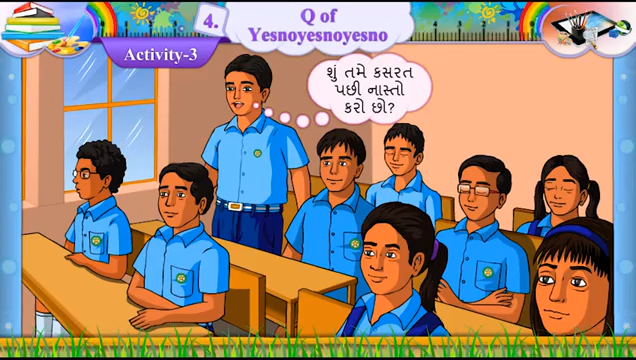 4.
Q of
Yesnoyesnoyesno
Activity-3
શું તમે કસરત
પછી નાસ્તો
કરો છો?